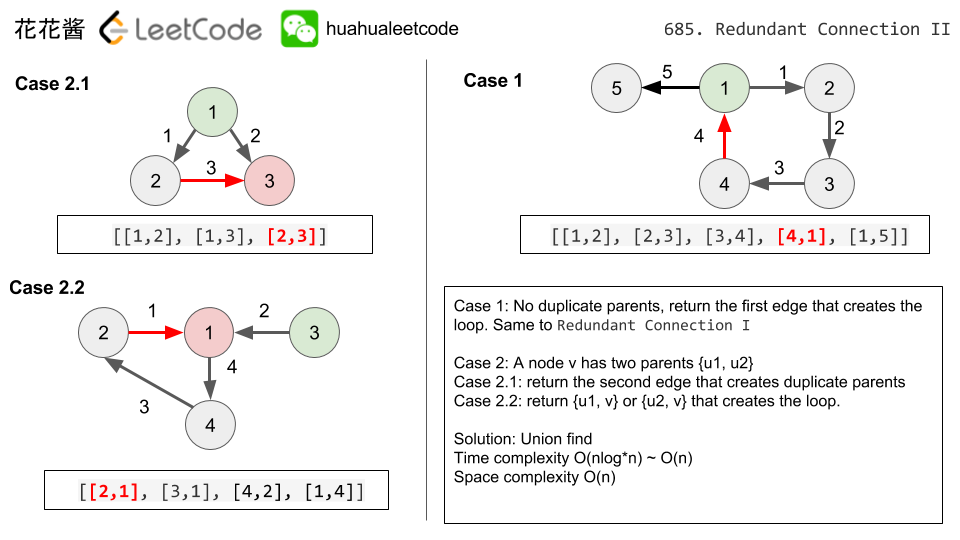 花花酱 LeetCode huahualeetcode 685. Redundant Connection II
Case 2.1
1
1 2
2 3 3
[[1,2], [1,3], [2,3]]
Case 2.2
2 1 1 2 3
4
3
4
[[2,1], [3,1], [4,2], [1,4]]
Case 1
5 5 1 1 2
4 2
4 3 3
[[1,2], [2,3], [3,4], [4,1], [1,5]]
Case 1: No duplicate parents, return the first edge that creates the
loop. Same to Redundant Connection I
Case 2: A node v has two parents {u1, u2}
Case 2.1: return the second edge that creates duplicate parents
Case 2.2: return {u1, v} or {u2, v} that creates the loop.
Solution: Union find
Time complexity O(nlog*n) ~ O(n)
Space complexity O(n)